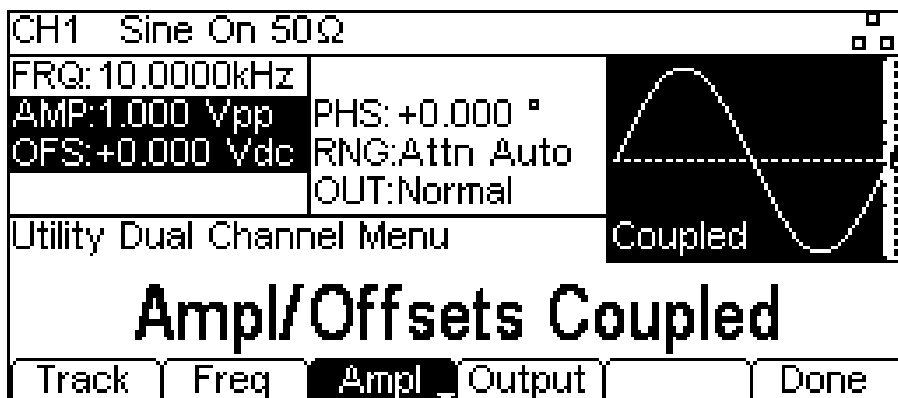 CH1 Sine On 50Ω
FRQ:10.0000kHz
AMP:1.000 Vpp
OFS:+0.000 Vdc
PHS:+0.000 °
RNG:Attn Auto
OUT:Normal
Utility Dual Channel Menu
Coupled
Ampl/Offsets Coupled
Track Freq Ampl Output Done